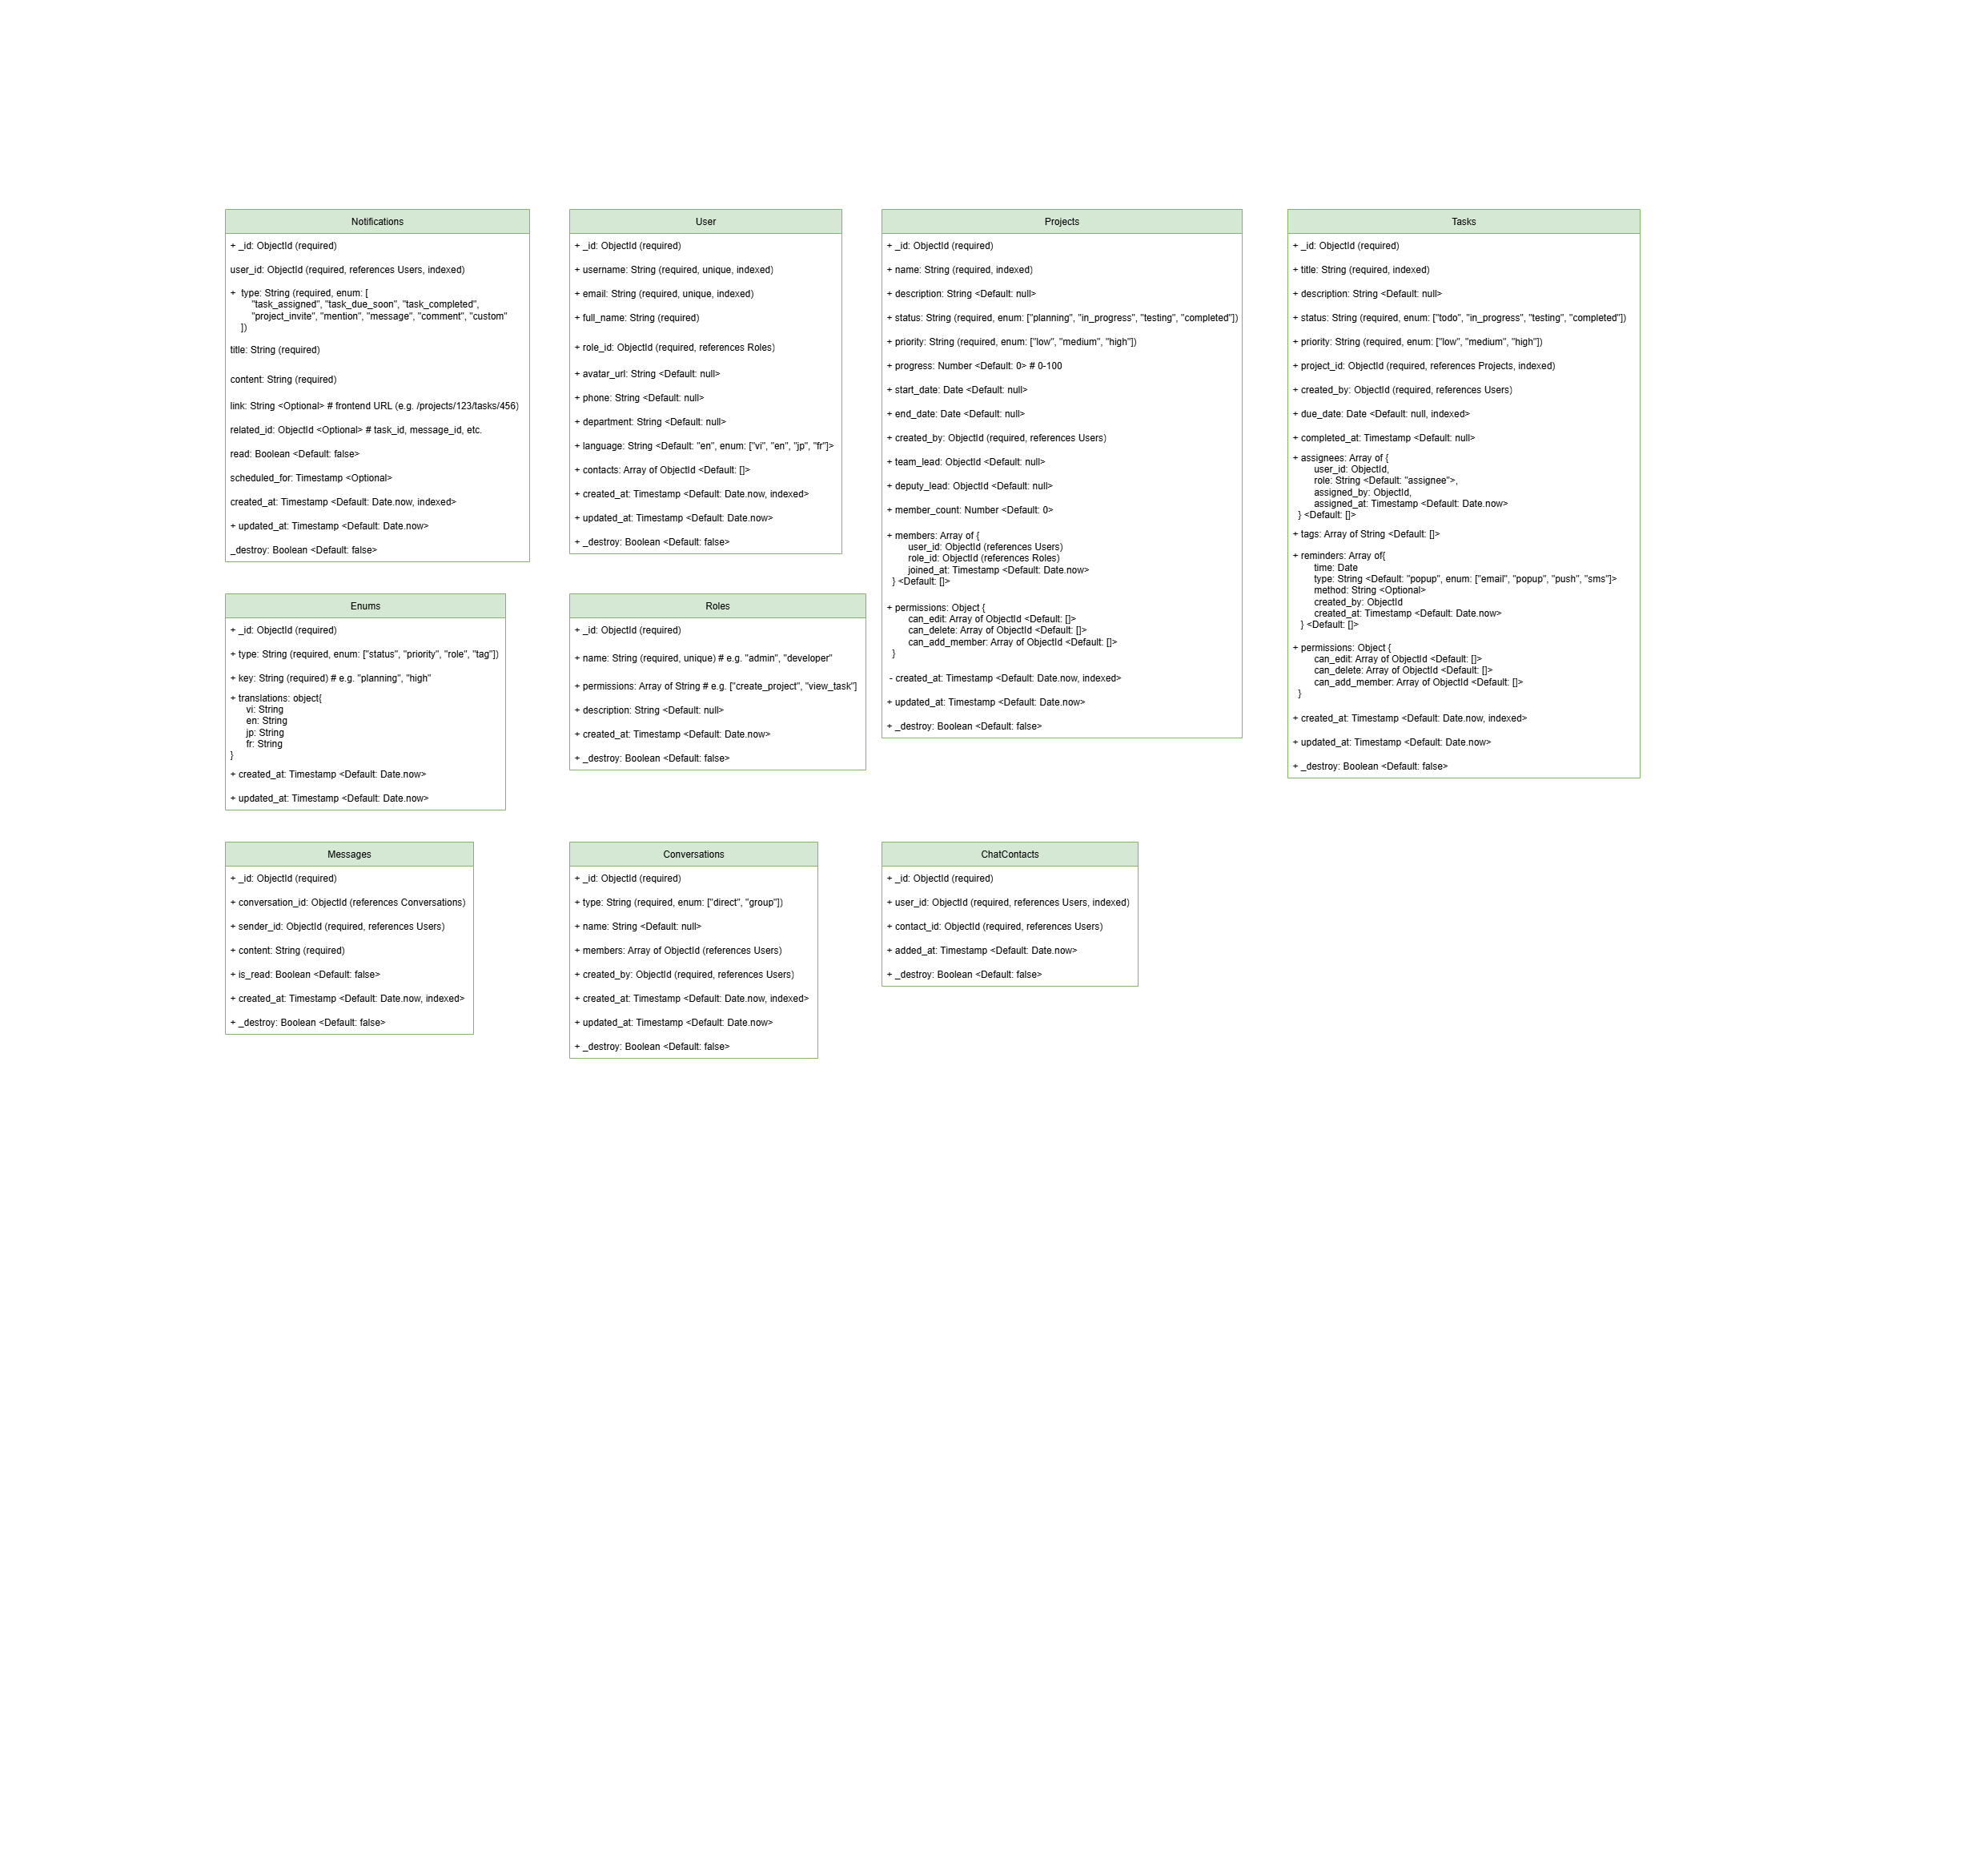 Notifications
+ _id: ObjectId (required)
user_id: ObjectId (required, references Users, indexed)
+  type: String (required, enum: [
"task_assigned", "task_due_soon", "task_completed",
"project_invite", "mention", "message", "comment", "custom"
])
title: String (required)
content: String (required)
link: String <Optional> # frontend URL (e.g. /projects/123/tasks/456)
related_id: ObjectId <Optional> # task_id, message_id, etc.
read: Boolean <Default: false>
scheduled_for: Timestamp <Optional>
created_at: Timestamp <Default: Date.now, indexed>
+ updated_at: Timestamp <Default: Date.now>
_destroy: Boolean <Default: false>
User
+ _id: ObjectId (required)
+ username: String (required, unique, indexed)
+ email: String (required, unique, indexed)
+ full_name: String (required)
+ role_id: ObjectId (required, references Roles)
+ avatar_url: String <Default: null>
+ phone: String <Default: null>
+ department: String <Default: null>
+ language: String <Default: "en", enum: ["vi", "en", "jp", "fr"]>
+ contacts: Array of ObjectId <Default: []>
+ created_at: Timestamp <Default: Date.now, indexed>
+ updated_at: Timestamp <Default: Date.now>
+ _destroy: Boolean <Default: false>
Projects
+ _id: ObjectId (required)
+ name: String (required, indexed)
+ description: String <Default: null>
+ status: String (required, enum: ["planning", "in_progress", "testing", "completed"])
+ priority: String (required, enum: ["low", "medium", "high"])
+ progress: Number <Default: 0> # 0-100
+ start_date: Date <Default: null>
+ end_date: Date <Default: null>
+ created_by: ObjectId (required, references Users)
+ team_lead: ObjectId <Default: null>
+ deputy_lead: ObjectId <Default: null>
+ member_count: Number <Default: 0>
+ members: Array of {
user_id: ObjectId (references Users)
role_id: ObjectId (references Roles)
joined_at: Timestamp <Default: Date.now>
} <Default: []>
+ permissions: Object {
can_edit: Array of ObjectId <Default: []>
can_delete: Array of ObjectId <Default: []>
can_add_member: Array of ObjectId <Default: []>
}
- created_at: Timestamp <Default: Date.now, indexed>
+ updated_at: Timestamp <Default: Date.now>
+ _destroy: Boolean <Default: false>
Tasks
+ _id: ObjectId (required)
+ title: String (required, indexed)
+ description: String <Default: null>
+ status: String (required, enum: ["todo", "in_progress", "testing", "completed"])
+ priority: String (required, enum: ["low", "medium", "high"])
+ project_id: ObjectId (required, references Projects, indexed)
+ created_by: ObjectId (required, references Users)
+ due_date: Date <Default: null, indexed>
+ completed_at: Timestamp <Default: null>
+ assignees: Array of {
user_id: ObjectId,
role: String <Default: "assignee">,
assigned_by: ObjectId,
assigned_at: Timestamp <Default: Date.now>
} <Default: []>
+ tags: Array of String <Default: []>
+ reminders: Array of{
time: Date
type: String <Default: "popup", enum: ["email", "popup", "push", "sms"]>
method: String <Optional>
created_by: ObjectId
created_at: Timestamp <Default: Date.now>
} <Default: []>
+ permissions: Object {
can_edit: Array of ObjectId <Default: []>
can_delete: Array of ObjectId <Default: []>
can_add_member: Array of ObjectId <Default: []>
}
+ created_at: Timestamp <Default: Date.now, indexed>
+ updated_at: Timestamp <Default: Date.now>
+ _destroy: Boolean <Default: false>
Enums
+ _id: ObjectId (required)
+ type: String (required, enum: ["status", "priority", "role", "tag"])
+ key: String (required) # e.g. "planning", "high"
+ translations: object{
vi: String
en: String
jp: String
fr: String
}
+ created_at: Timestamp <Default: Date.now>
+ updated_at: Timestamp <Default: Date.now>
Roles
+ _id: ObjectId (required)
+ name: String (required, unique) # e.g. "admin", "developer"
+ permissions: Array of String # e.g. ["create_project", "view_task"]
+ description: String <Default: null>
+ created_at: Timestamp <Default: Date.now>
+ _destroy: Boolean <Default: false>
Messages
+ _id: ObjectId (required)
+ conversation_id: ObjectId (references Conversations)
+ sender_id: ObjectId (required, references Users)
+ content: String (required)
+ is_read: Boolean <Default: false>
+ created_at: Timestamp <Default: Date.now, indexed>
+ _destroy: Boolean <Default: false>
Conversations
+ _id: ObjectId (required)
+ type: String (required, enum: ["direct", "group"])
+ name: String <Default: null>
+ members: Array of ObjectId (references Users)
+ created_by: ObjectId (required, references Users)
+ created_at: Timestamp <Default: Date.now, indexed>
+ updated_at: Timestamp <Default: Date.now>
+ _destroy: Boolean <Default: false>
ChatContacts
+ _id: ObjectId (required)
+ user_id: ObjectId (required, references Users, indexed)
+ contact_id: ObjectId (required, references Users)
+ added_at: Timestamp <Default: Date.now>
+ _destroy: Boolean <Default: false>